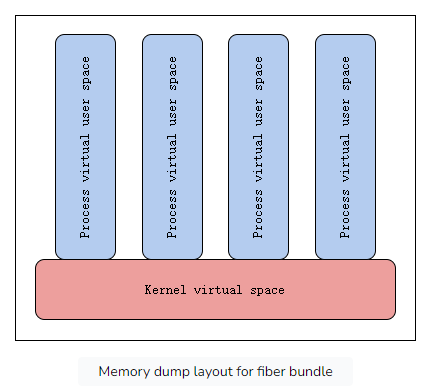 Process virtual user space
Process virtual user space
Process virtual user space
Process virtual user space
Kernel virtual space
Memory dump layout for fiber bundle